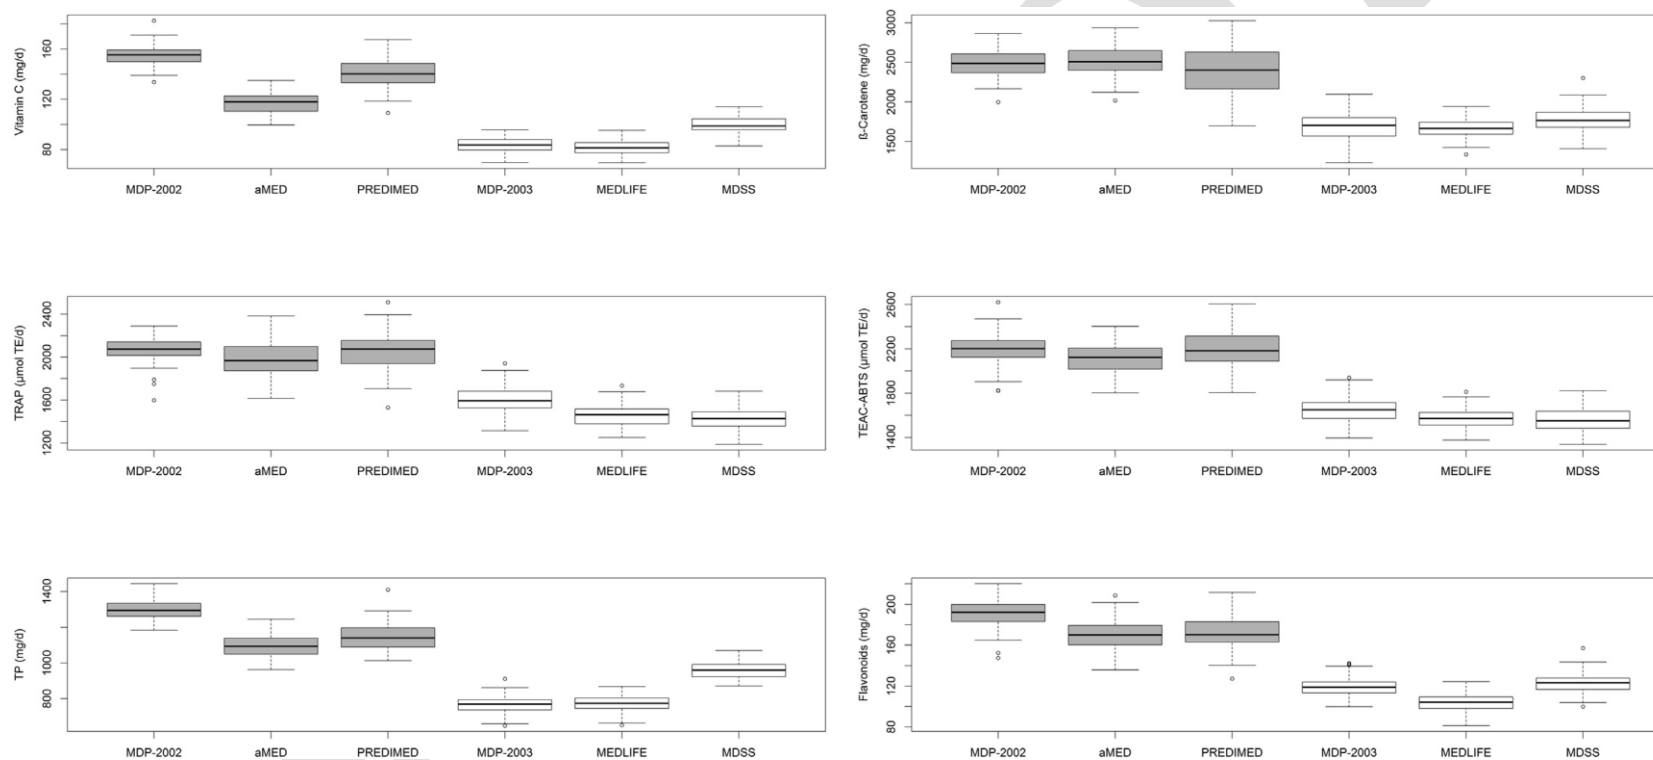 Vitamin C (mg/d)
160
120
80
MDP-2002 aMED PREDIMED MDP-2003 MEDLIFE MDSS
ß-Carotene (mg/d)
3000
2500
2000
1500
MDP-2002 aMED PREDIMED MDP-2003 MEDLIFE MDSS
TRAP (µmol TE/d)
2400
2000
1600
1200
MDP-2002 aMED PREDIMED MDP-2003 MEDLIFE MDSS
TEAC-ABTS (µmol TE/d)
2600
2200
1800
1400
MDP-2002 aMED PREDIMED MDP-2003 MEDLIFE MDSS
TP (mg/d)
1400
1000
800
MDP-2002 aMED PREDIMED MDP-2003 MEDLIFE MDSS
Flavonoids (mg/d)
200
160
120
80
MDP-2002 aMED PREDIMED MDP-2003 MEDLIFE MDSS